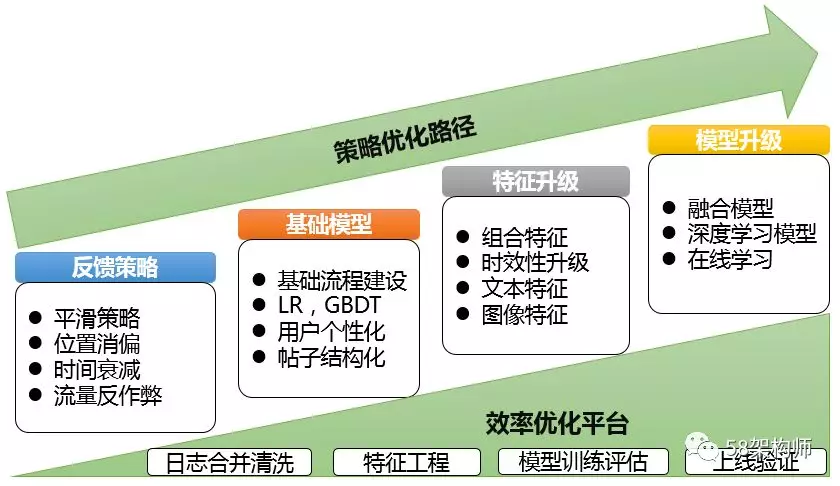 策略优化路径
反馈策略
平滑策略
位置消偏
时间衰减
流量反作弊
基础模型
基础流程建设
LR，GBDT
用户个性化
帖子结构化
特征升级
组合特征
时效性升级
文本特征
图像特征
模型升级
融合模型
深度学习模型
在线学习
效率优化平台
日志合并清洗
特征工程
模型训练评估
上线验证
58架构师